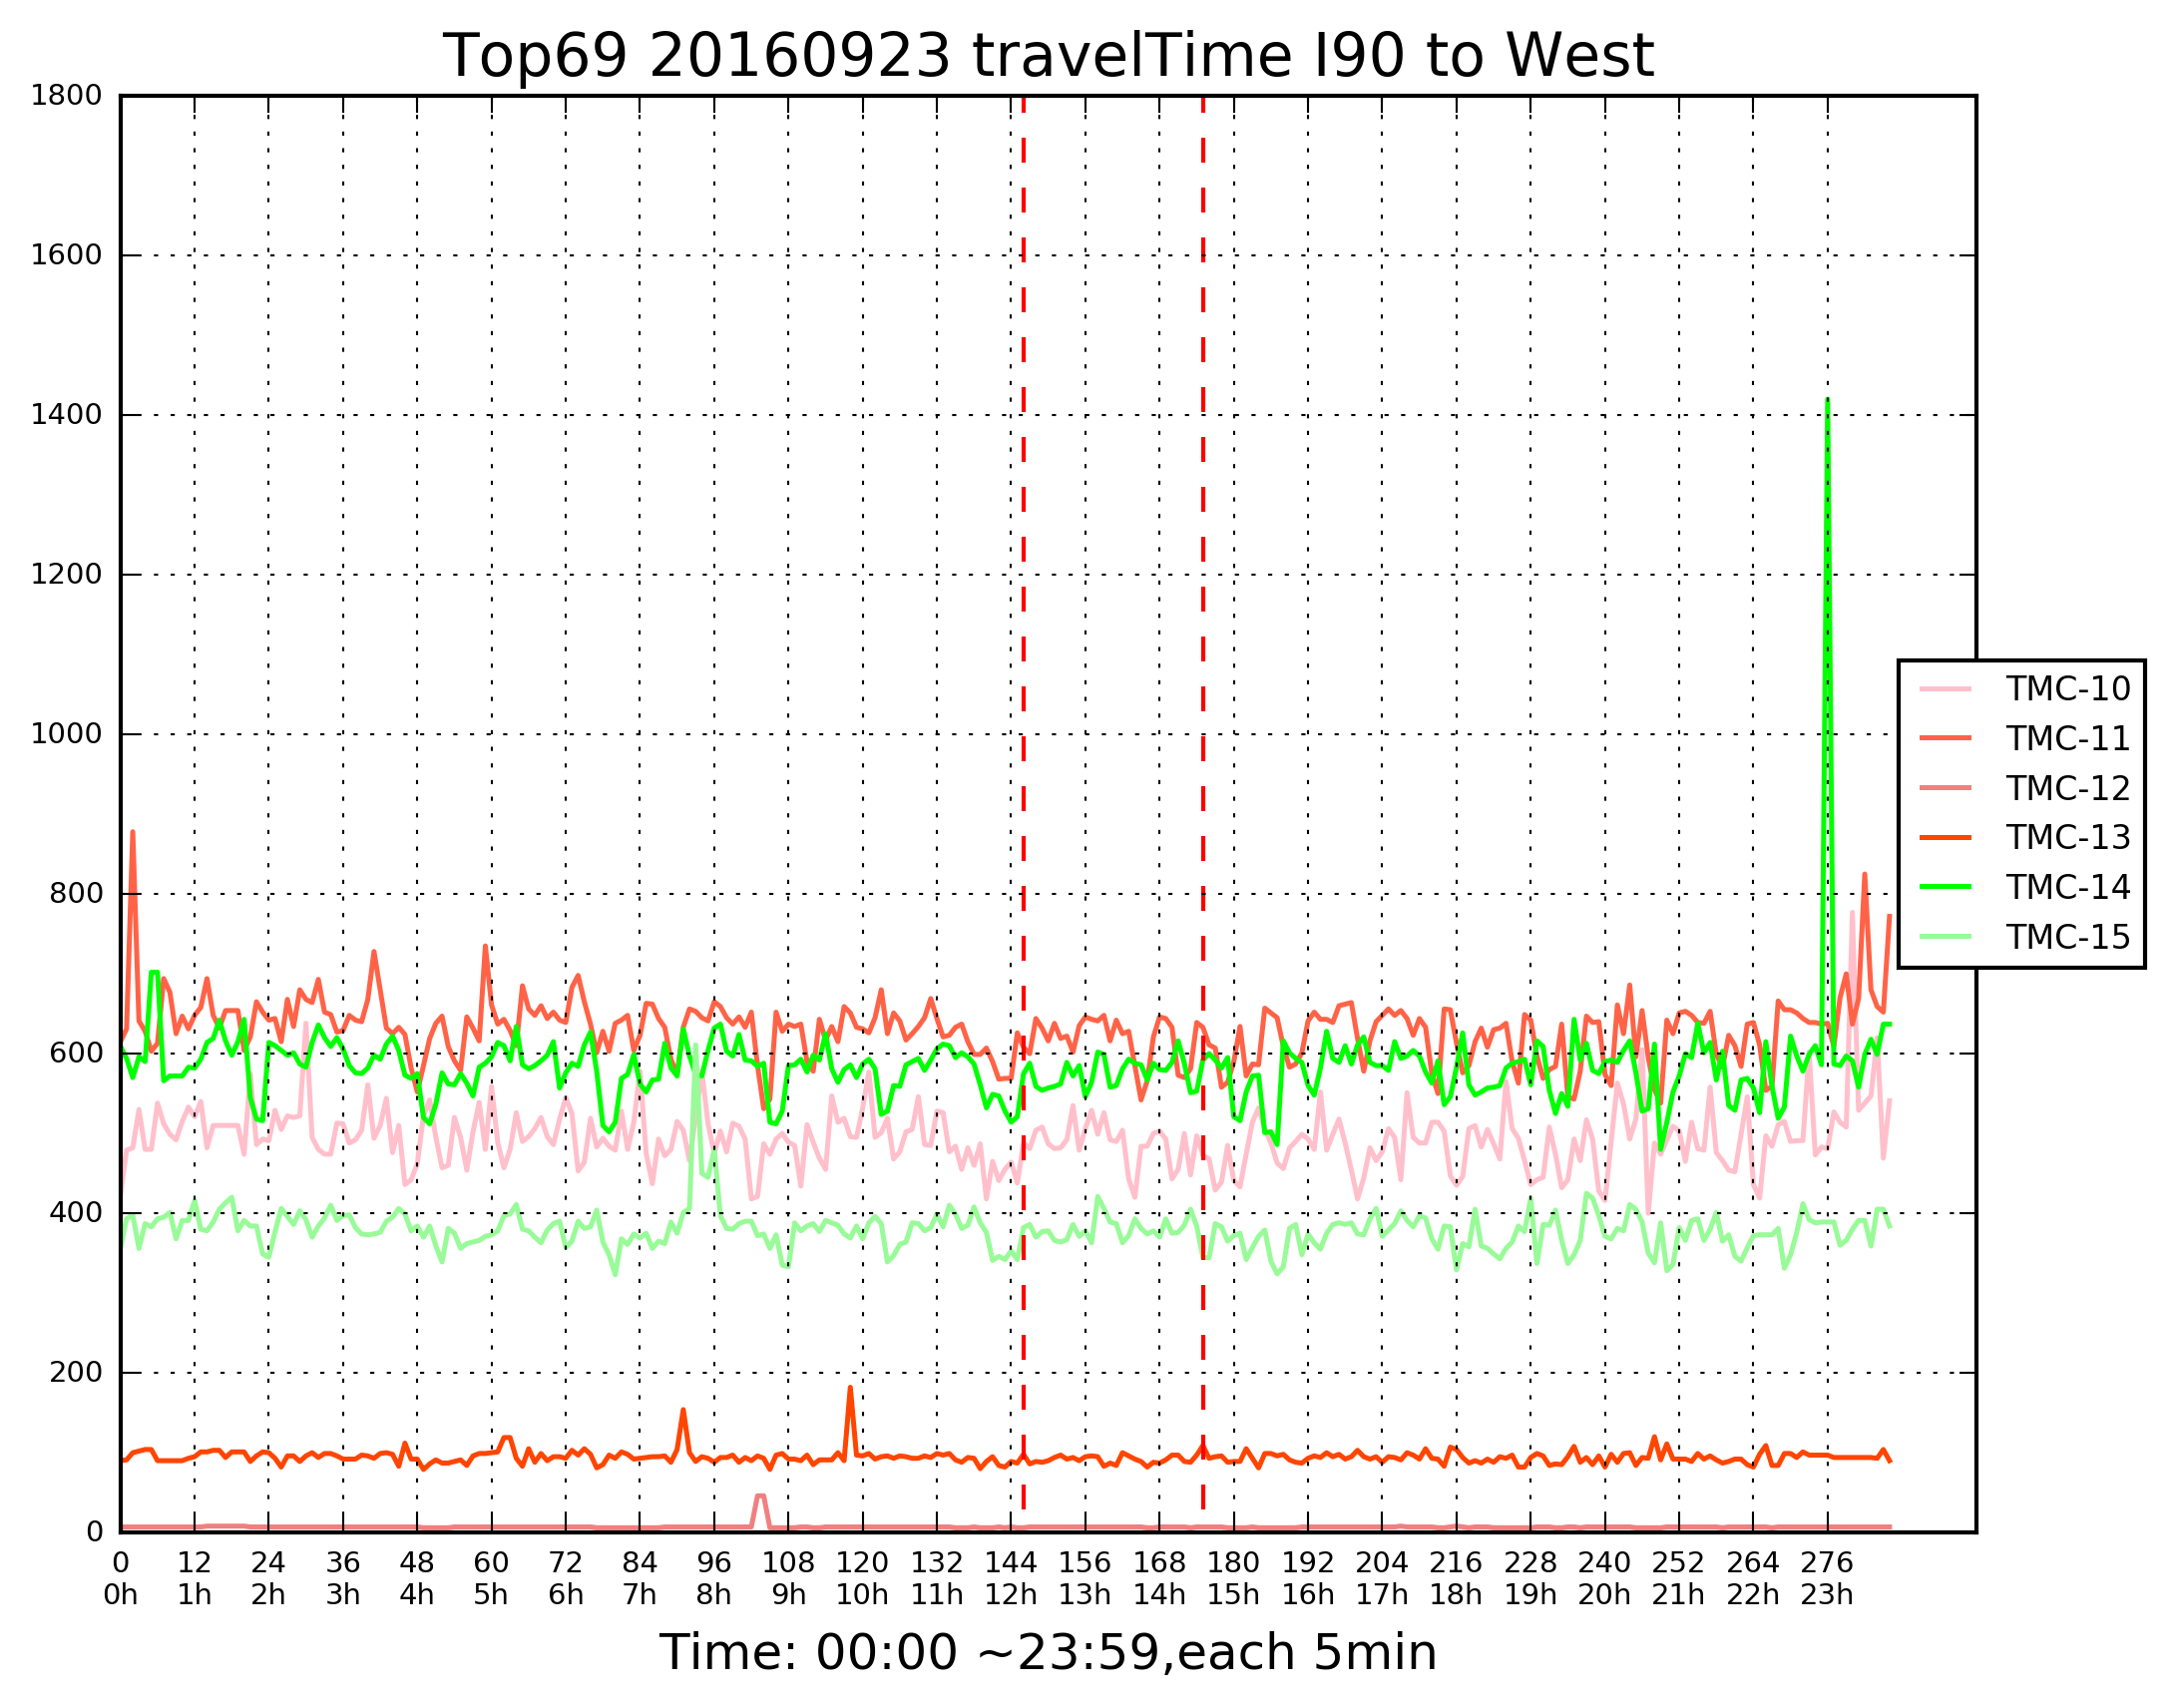 Top69 20160923 travelTime I90 to West
1800
1600
1400
1200
1000
800
600
400
200
0
TMC-10
TMC-11
TMC-12
TMC-13
TMC-14
TMC-15
0 12 24 36 48 60 72 84 96 108 120 132 144 156 168 180 192 204 216 228 240 252 264 276
0h 1h 2h 3h 4h 5h 6h 7h 8h 9h 10h 11h 12h 13h 14h 15h 16h 17h 18h 19h 20h 21h 22h 23h
Time: 00:00 ~23:59,each 5min